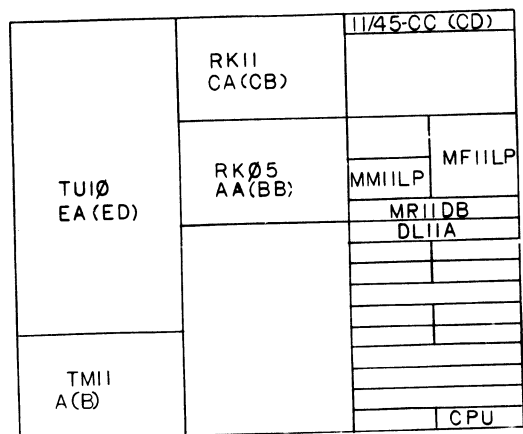 11/45-CC (CD)
RK11
CA(CB)
MF11LP
RKØ5
AA(BB)
MM11LP
TU1Ø
EA(ED)
MR11DB
DL11A
TM11
A(B)
CPU